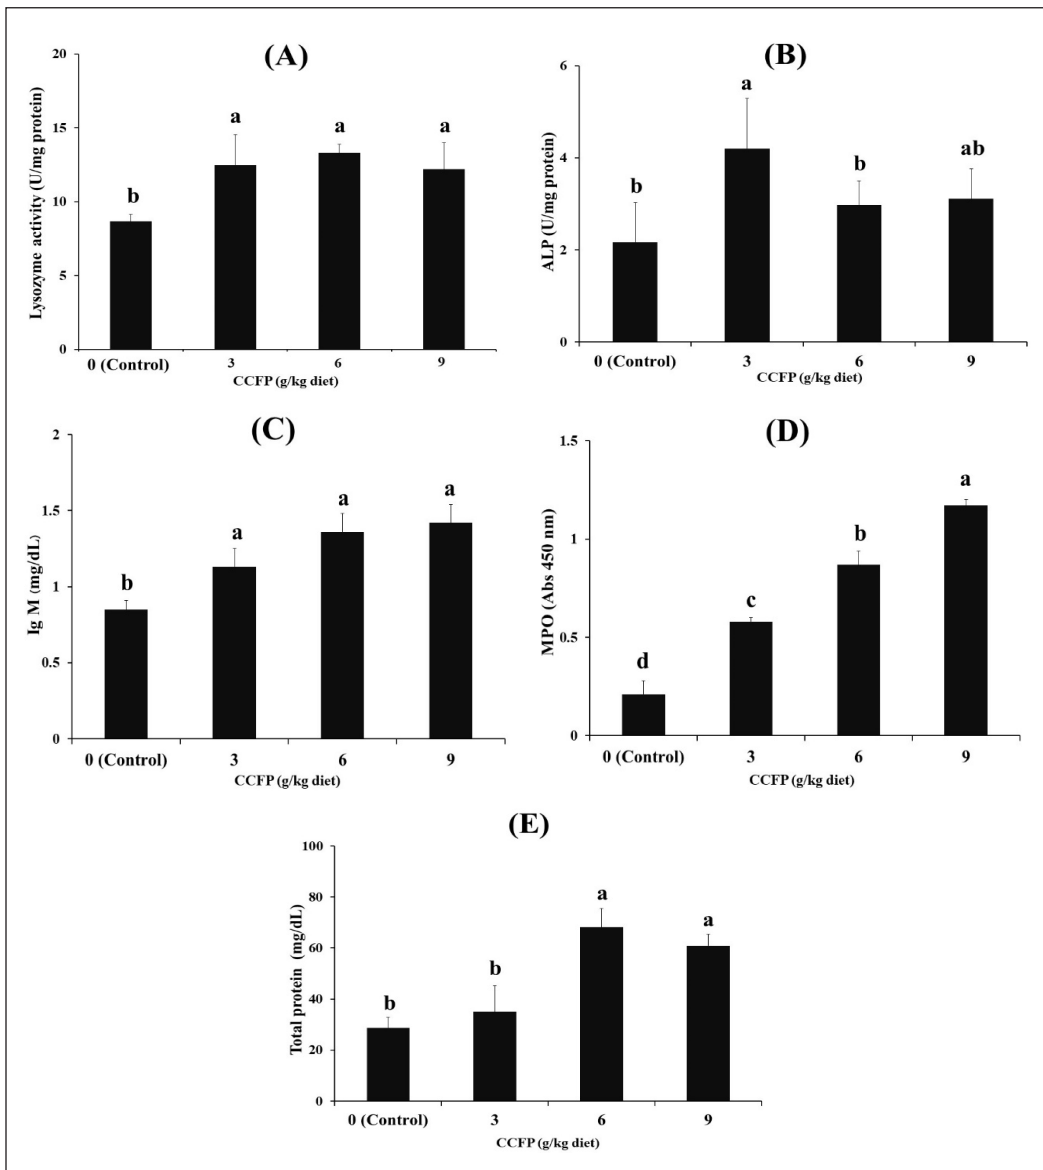 (A)
Lysozyme activity (U/mg protein)
20
15
10
5
0
b
a
a
a
0 (Control) 3 6 9
CCFP (g/kg diet)
(B)
ALP (U/mg protein)
6
4
2
0
b
a
b
ab
0 (Control) 3 6 9
CCFP (g/kg diet)
(C)
Ig M (mg/dL)
2
1.5
1
0.5
0
b
a
a
a
0 (Control) 3 6 9
CCFP (g/kg diet)
(D)
MPO (Abs 450 nm)
1.5
1
0.5
0
d
c
b
a
0 (Control) 3 6 9
CCFP (g/kg diet)
(E)
Total protein (mg/dL)
100
80
60
40
20
0
b
b
a
a
0 (Control) 3 6 9
CCFP (g/kg diet)